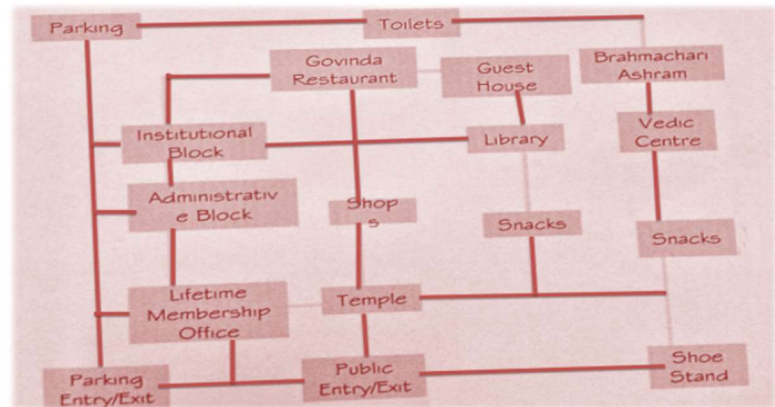 Parking
Toilets
Govinda
Restaurant
Guest
House
Brahmachari
Ashram
Institutional
Block
Library
Vedic
Centre
Administrativ
e Block
Shop
s
Snacks
Snacks
Lifetime
Membership
Office
Temple
Parking
Entry/Exit
Public
Entry/Exit
Shoe
Stand